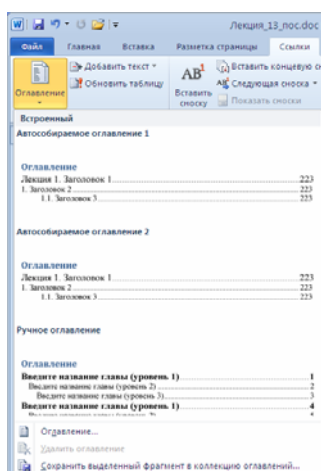 Лекция_13_пос.doc
Файл Главная Вставка Разметка страницы Ссылки
Оглавление
Добавить текст
Обновить таблицу
AB1
Вставить сноску
Вставить концевую с
Следующая сноска
Показать сноски
Встроенный
Автособираемое оглавление 1
Оглавление
Лекция 1. Заголовок 1 223
1. Заголовок 2 223
1.1. Заголовок 3 223
Автособираемое оглавление 2
Оглавление
Лекция 1. Заголовок 1 223
1. Заголовок 2 223
1.1. Заголовок 3 223
Ручное оглавление
Оглавление
Введите название главы (уровень 1) 1
Введите название главы (уровень 2) 2
Введите название главы (уровень 3) 3
Введите название главы (уровень 1) 4
Оглавление...
Удалить оглавление
Сохранить выделенный фрагмент в коллекцию оглавлений...